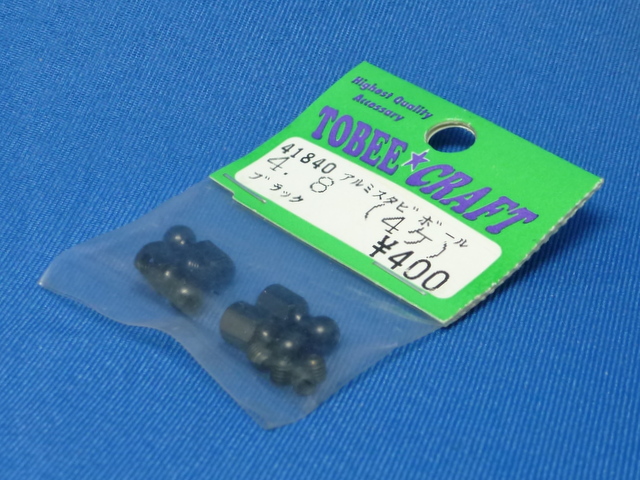 Highest Quality
Accessory
TOBEE★CRAFT
41840 アルミスタビボール
4.8 (4ケ)
ブラック
¥400